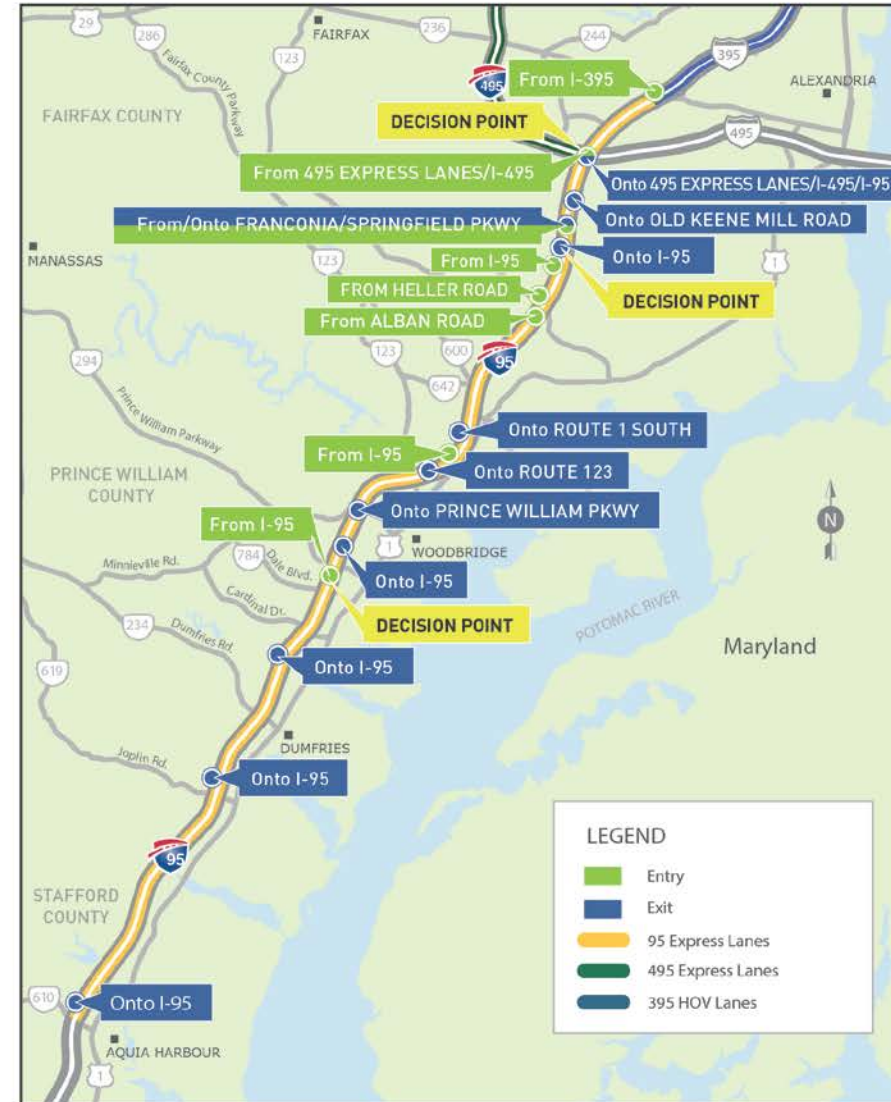 29
286
FAIRFAX
236
244
395
123
Fairfax County Parkway
495
From I-395
ALEXANDRIA
FAIRFAX COUNTY
DECISION POINT
495
From 495 EXPRESS LANES/I-495
Onto 495 EXPRESS LANES/I-495/I-95
Onto OLD KEENE MILL ROAD
From/Onto FRANCONIA/SPRINGFIELD PKWY
MANASSAS
123
From I-95
Onto I-95
1
FROM HELLER ROAD
DECISION POINT
From ALBAN ROAD
294
123
600
95
642
Prince William Parkway
Onto ROUTE 1 SOUTH
From I-95
PRINCE WILLIAM
COUNTY
Onto ROUTE 123
From I-95
Onto PRINCE WILLIAM PKWY
N
Minnieville Rd.
784
Dale Blvd.
1
WOODBRIDGE
Onto I-95
Cardinal Dr.
POTOMAC RIVER
234
Dumfries Rd.
DECISION POINT
Maryland
619
Onto I-95
DUMFRIES
Joplin Rd.
Onto I-95
95
STAFFORD
COUNTY
610
Onto I-95
AQUIA HARBOUR
1
LEGEND
Entry
Exit
95 Express Lanes
495 Express Lanes
395 HOV Lanes